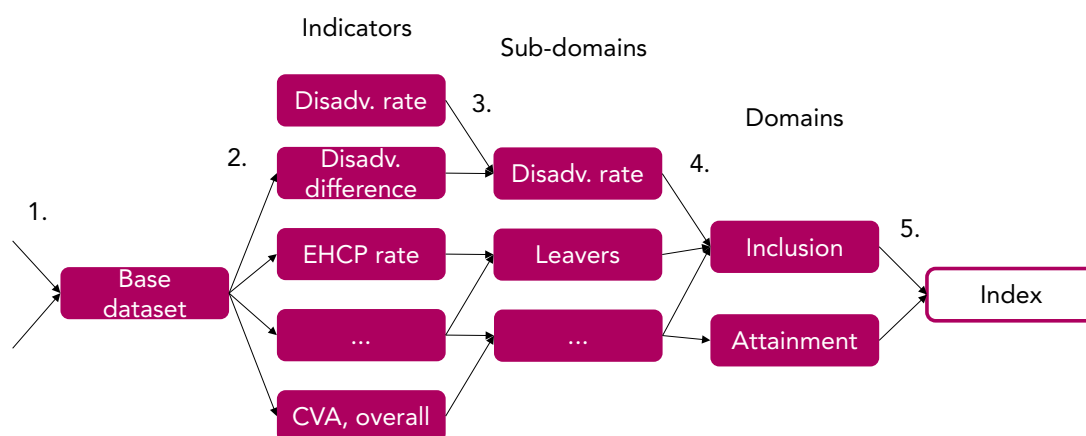 Indicators
Sub-domains
Domains
1.
2.
3.
4.
5.
Base
dataset
Disadv. rate
Disadv.
difference
EHCP rate
...
CVA, overall
Disadv. rate
Leavers
...
Inclusion
Attainment
Index